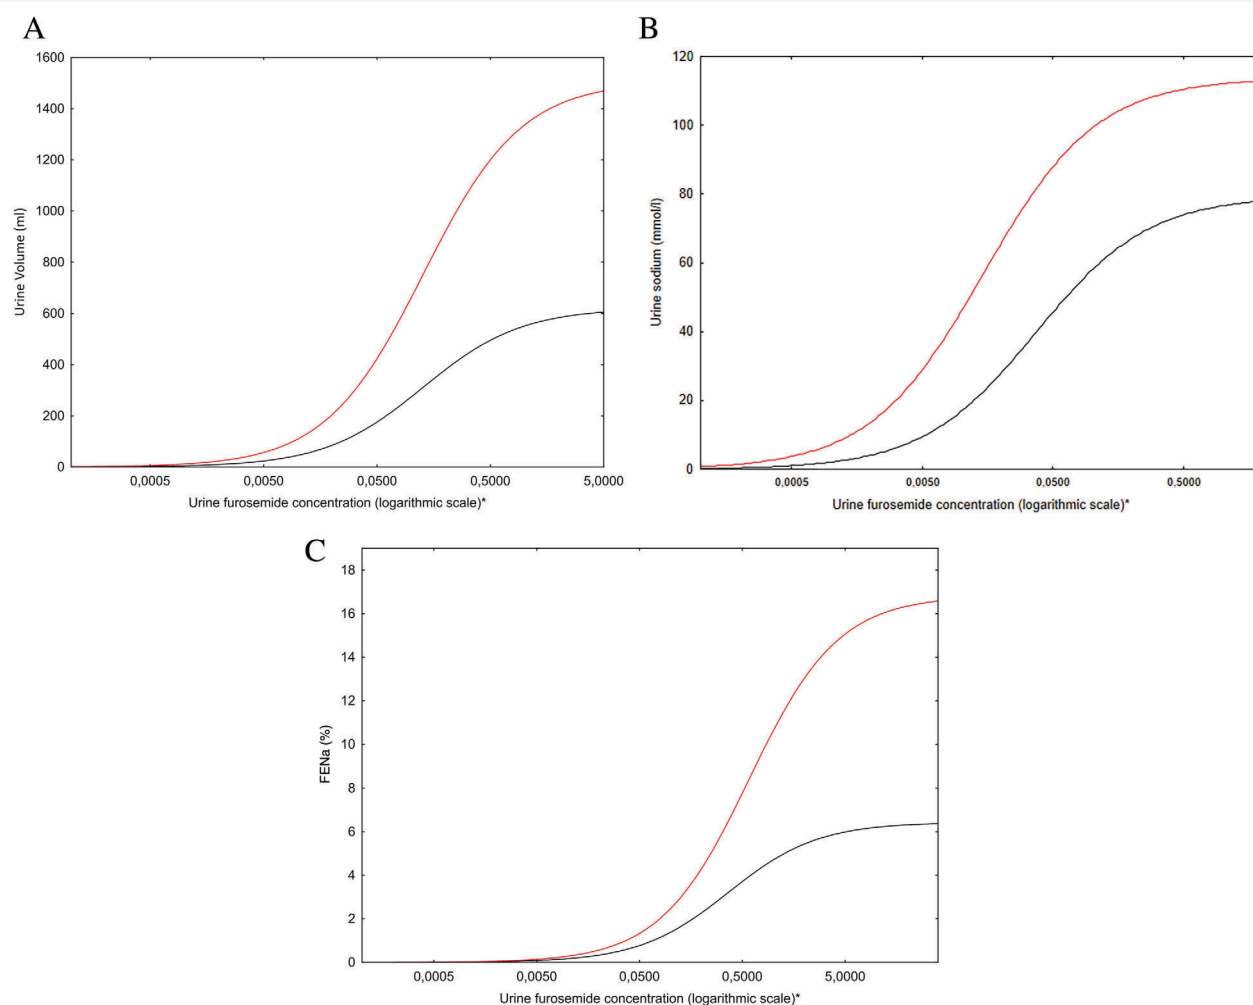 A
1600
1400
1200
1000
800
600
400
200
0
Urine Volume (ml)
0,0005 0,0050 0,0500 0,5000 5,0000
Urine furosemide concentration (logarithmic scale)*
B
120
100
80
60
40
20
0
Urine sodium (mmol/l)
0,0005 0,0050 0,0500 0,5000
Urine furosemide concentration (logarithmic scale)*
C
18
16
14
12
10
8
6
4
2
0
FENa (%)
0,0005 0,0050 0,0500 0,5000 5,0000
Urine furosemide concentration (logarithmic scale)*